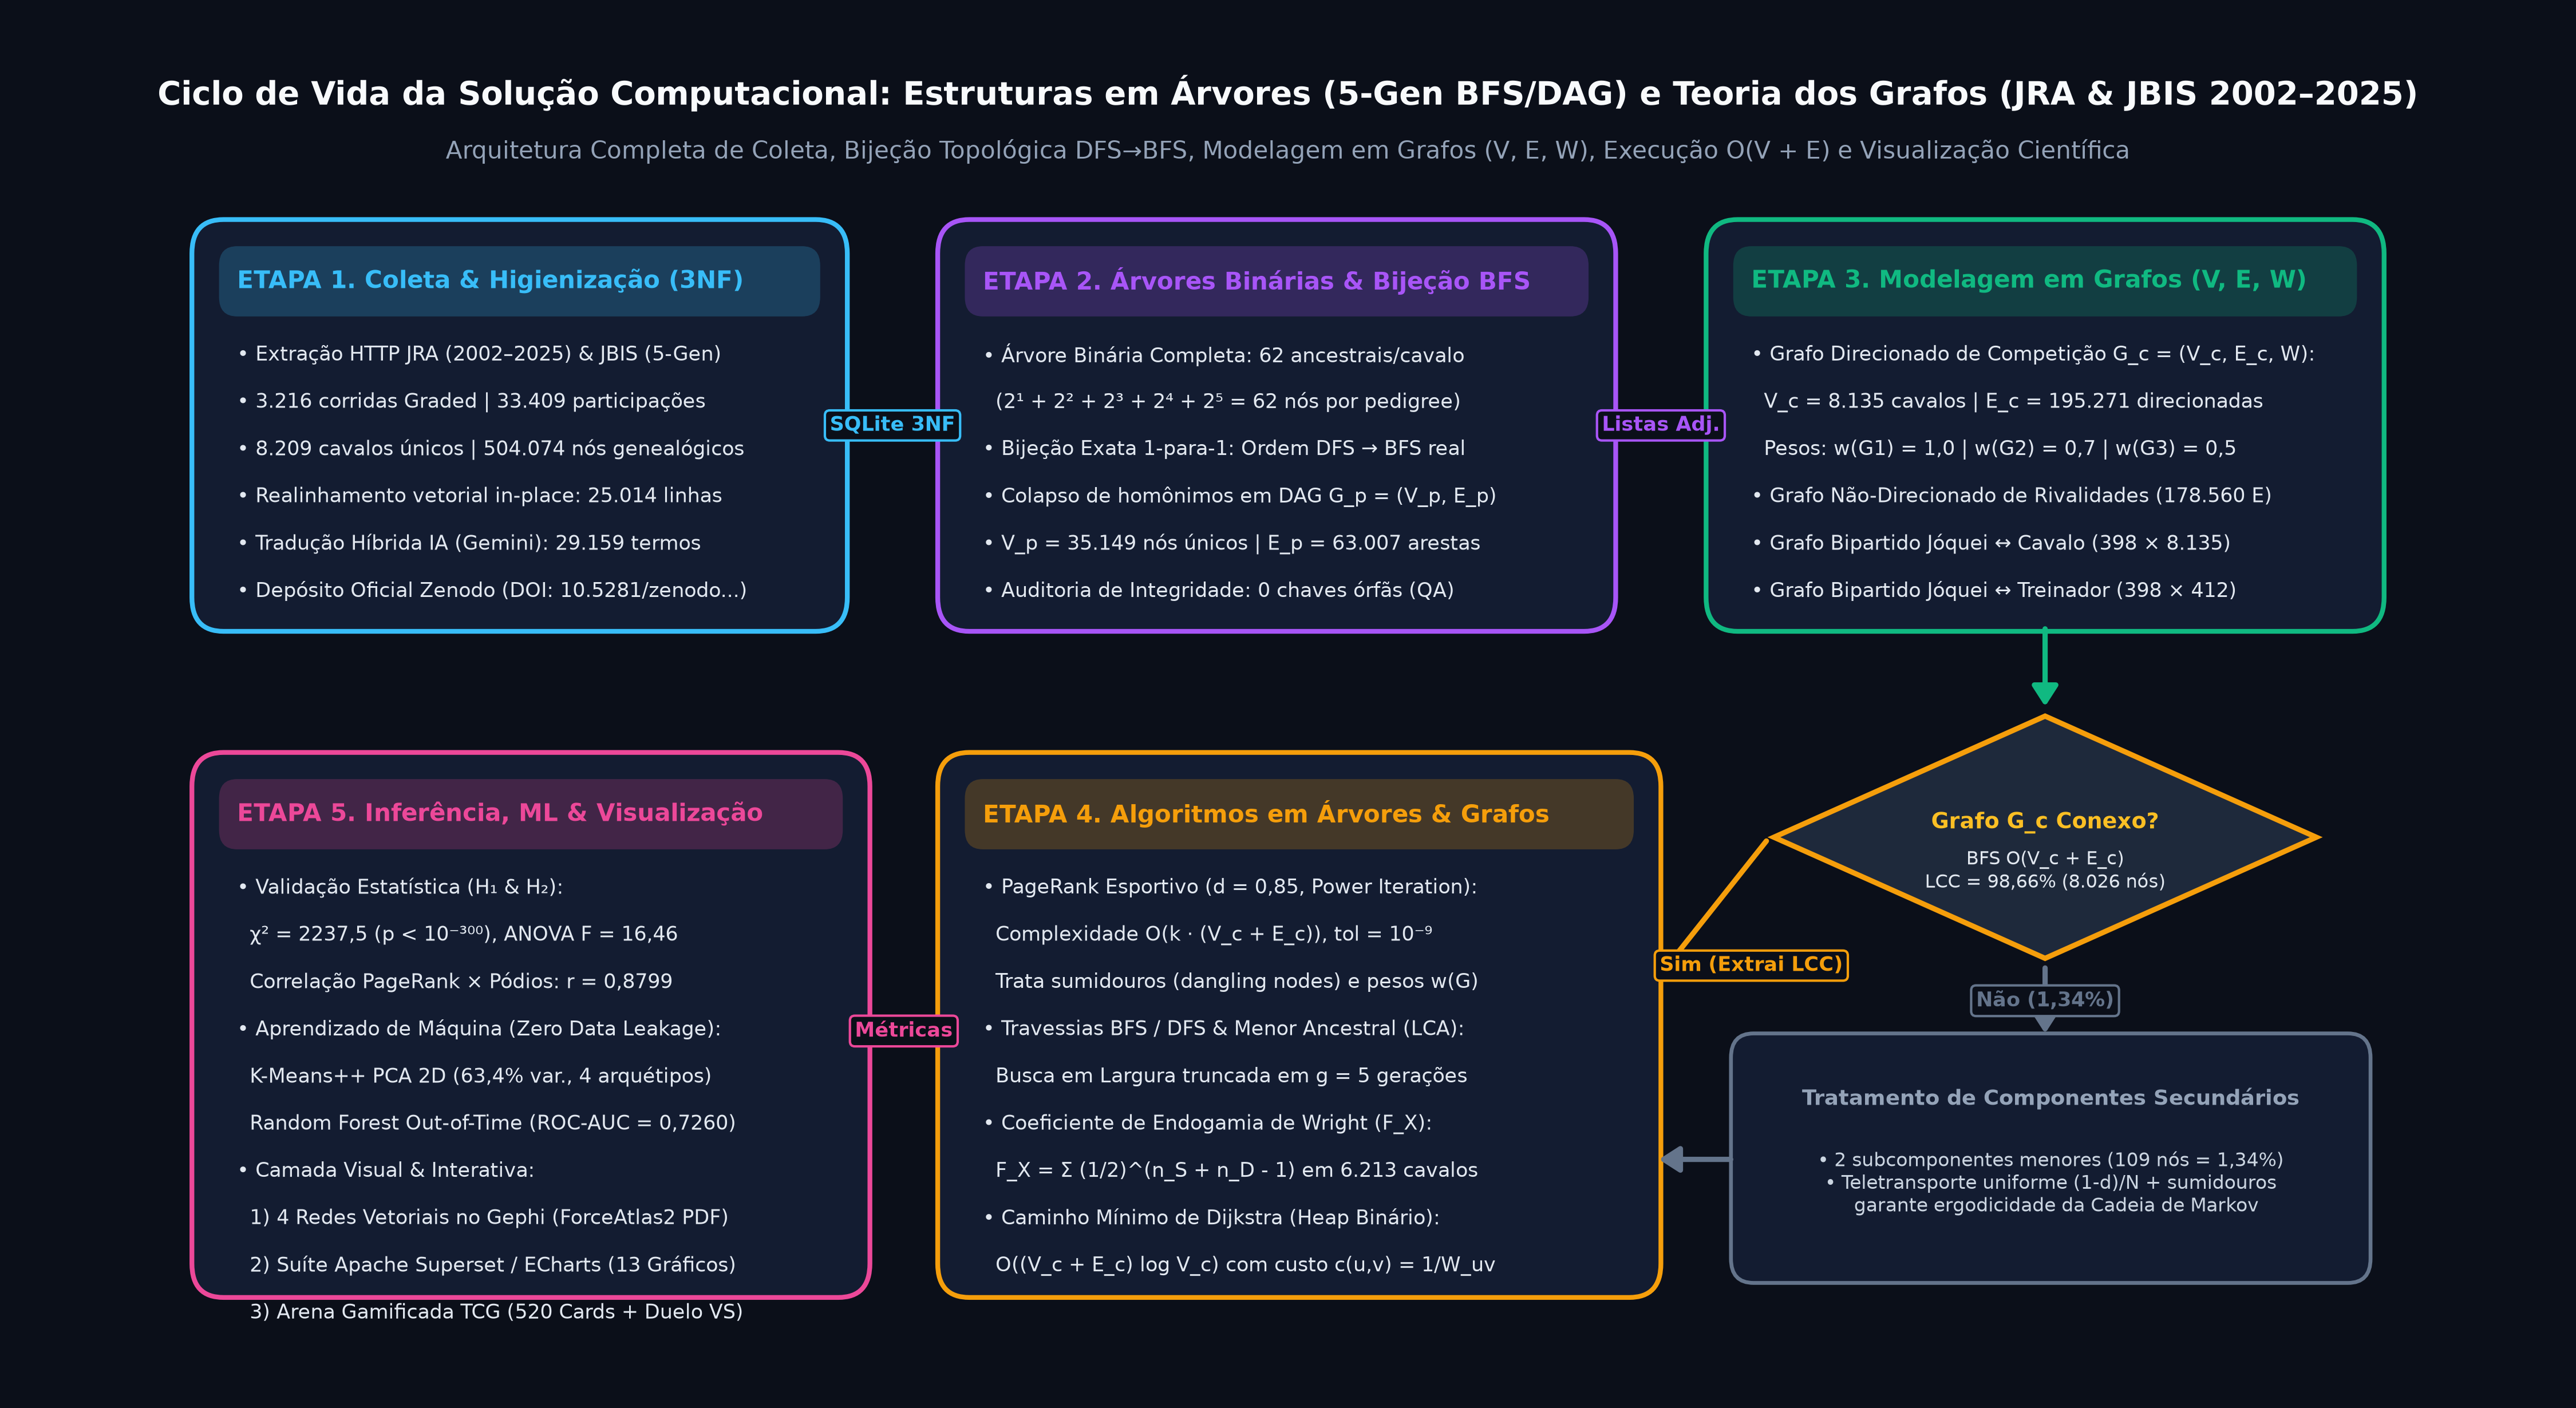 Ciclo de Vida da Solução Computacional: Estruturas em Árvores (5-Gen BFS/DAG) e Teoria dos Grafos (JRA & JBIS 2002–2025)
Arquitetura Completa de Coleta, Bijeção Topológica DFS→BFS, Modelagem em Grafos (V, E, W), Execução O(V + E) e Visualização Científica
ETAPA 1. Coleta & Higienização (3NF)
• Extração HTTP JRA (2002–2025) & JBIS (5-Gen)
• 3.216 corridas Graded | 33.409 participações
• 8.209 cavalos únicos | 504.074 nós genealógicos
• Realinhamento vetorial in-place: 25.014 linhas
• Tradução Híbrida IA (Gemini): 29.159 termos
• Depósito Oficial Zenodo (DOI: 10.5281/zenodo...)
SQLite 3NF
ETAPA 2. Árvores Binárias & Bijeção BFS
• Árvore Binária Completa: 62 ancestrais/cavalo
(2¹ + 2² + 2³ + 2⁴ + 2⁵ = 62 nós por pedigree)
• Bijeção Exata 1-para-1: Ordem DFS → BFS real
• Colapso de homônimos em DAG G_p = (V_p, E_p)
• V_p = 35.149 nós únicos | E_p = 63.007 arestas
• Auditoria de Integridade: 0 chaves órfãs (QA)
Listas Adj.
ETAPA 3. Modelagem em Grafos (V, E, W)
• Grafo Direcionado de Competição G_c = (V_c, E_c, W):
V_c = 8.135 cavalos | E_c = 195.271 direcionadas
Pesos: w(G1) = 1,0 | w(G2) = 0,7 | w(G3) = 0,5
• Grafo Não-Direcionado de Rivalidades (178.560 E)
• Grafo Bipartido Jóquei ↔ Cavalo (398 × 8.135)
• Grafo Bipartido Jóquei ↔ Treinador (398 × 412)
Grafo G_c Conexo?
BFS O(V_c + E_c)
LCC = 98,66% (8.026 nós)
Sim (Extrai LCC)
Não (1,34%)
Tratamento de Componentes Secundários
• 2 subcomponentes menores (109 nós = 1,34%)
• Teletransporte uniforme (1-d)/N + sumidouros
garante ergodicidade da Cadeia de Markov
ETAPA 4. Algoritmos em Árvores & Grafos
• PageRank Esportivo (d = 0,85, Power Iteration):
Complexidade O(k · (V_c + E_c)), tol = 10⁻⁹
Trata sumidouros (dangling nodes) e pesos w(G)
• Travessias BFS / DFS & Menor Ancestral (LCA):
Busca em Largura truncada em g = 5 gerações
• Coeficiente de Endogamia de Wright (F_X):
F_X = Σ (1/2)^(n_S + n_D - 1) em 6.213 cavalos
• Caminho Mínimo de Dijkstra (Heap Binário):
O((V_c + E_c) log V_c) com custo c(u,v) = 1/W_uv
Métricas
ETAPA 5. Inferência, ML & Visualização
• Validação Estatística (H₁ & H₂):
χ² = 2237,5 (p < 10⁻³⁰⁰), ANOVA F = 16,46
Correlação PageRank × Pódios: r = 0,8799
• Aprendizado de Máquina (Zero Data Leakage):
K-Means++ PCA 2D (63,4% var., 4 arquétipos)
Random Forest Out-of-Time (ROC-AUC = 0,7260)
• Camada Visual & Interativa:
1) 4 Redes Vetoriais no Gephi (ForceAtlas2 PDF)
2) Suíte Apache Superset / ECharts (13 Gráficos)
3) Arena Gamificada TCG (520 Cards + Duelo VS)